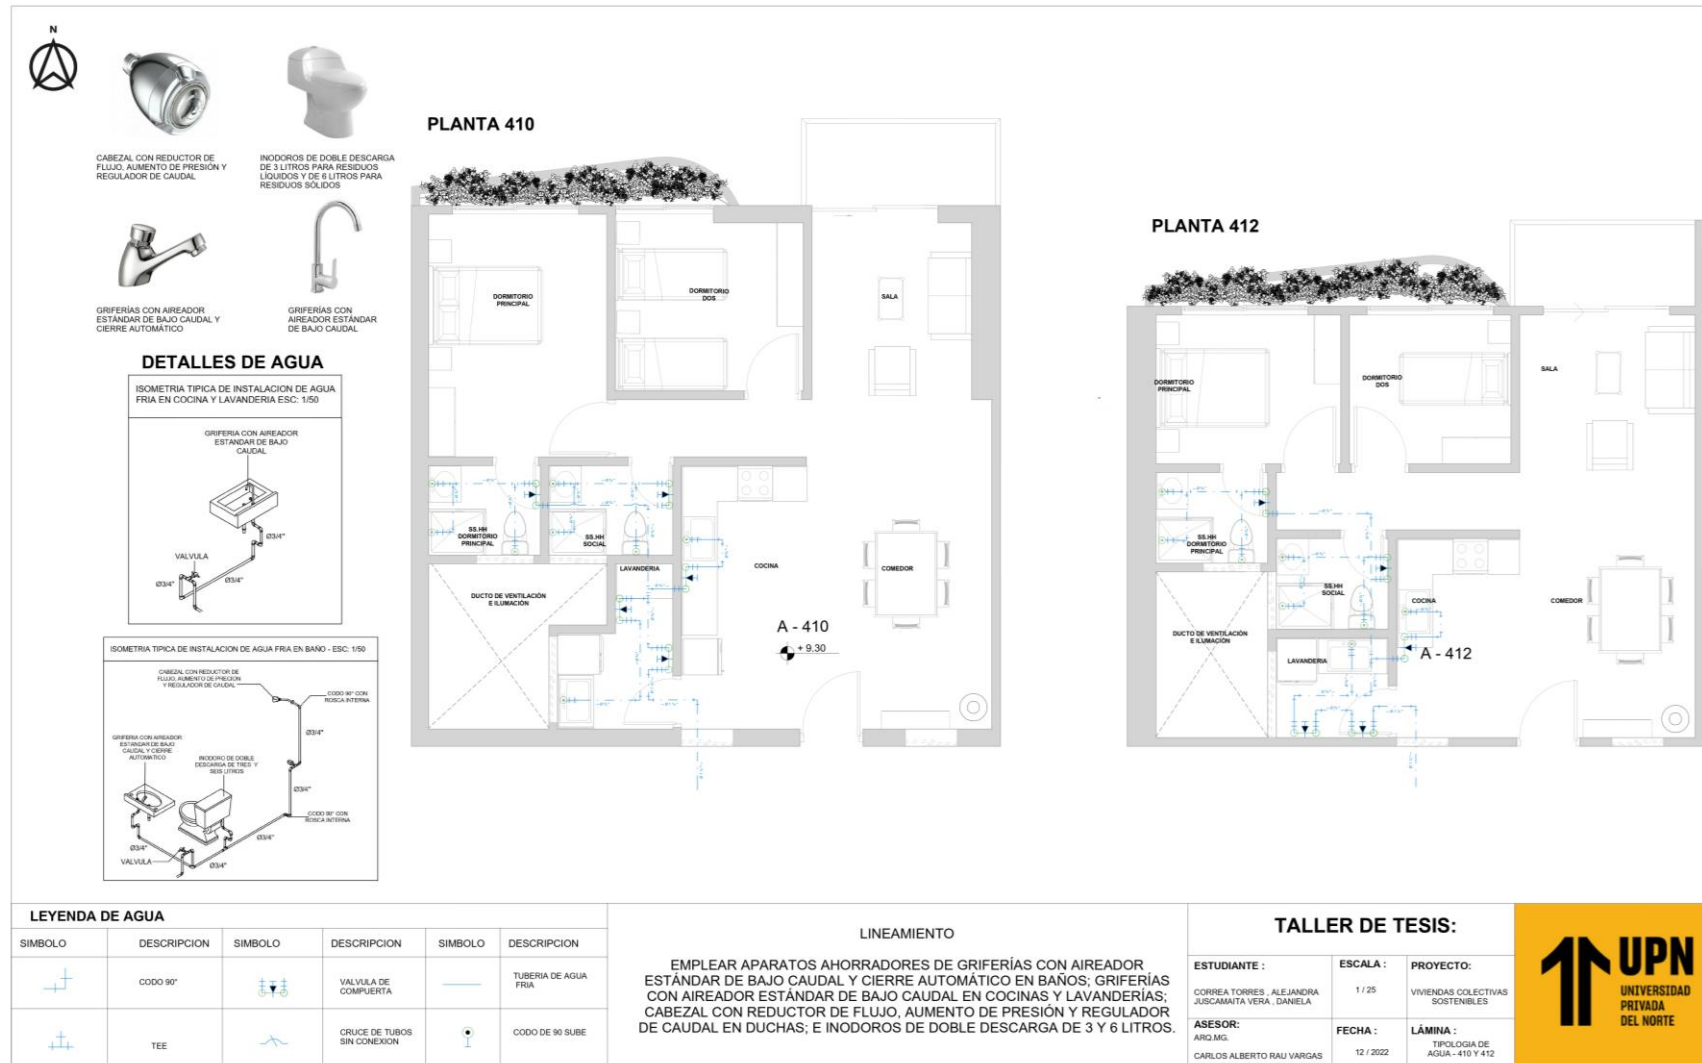 N
CABEZAL CON REDUCTOR DE
FLUJO, AUMENTO DE PRESIÓN Y
REGULADOR DE CAUDAL
INODOROS DE DOBLE DESCARGA
DE 3 LITROS PARA RESIDUOS
LÍQUIDOS Y DE 6 LITROS PARA
RESIDUOS SÓLIDOS
GRIFERÍAS CON AIREADOR
ESTÁNDAR DE BAJO CAUDAL Y
CIERRE AUTOMÁTICO
GRIFERÍAS CON
AIREADOR ESTÁNDAR
DE BAJO CAUDAL
DETALLES DE AGUA
ISOMETRIA TIPICA DE INSTALACION DE AGUA
FRIA EN COCINA Y LAVANDERIA ESC: 1/50
GRIFERIA CON AIREADOR
ESTANDAR DE BAJO
CAUDAL
Ø3/4"
VALVULA
Ø3/4"
Ø3/4"
ISOMETRIA TIPICA DE INSTALACION DE AGUA FRIA EN BAÑO - ESC: 1/50
CABEZAL CON REDUCTOR DE
FLUJO, AUMENTO DE PRECION
Y REGULADOR DE CAUDAL
CODO 90° CON
ROSCA INTERNA
Ø3/4"
GRIFERIA CON AIREADOR
ESTANDAR DE BAJO
CAUDAL Y CIERRE
AUTOMATICO
INODORO DE DOBLE
DESCARGA DE TRES Y
SEIS LITROS
Ø3/4"
CODO 90° CON
ROSCA INTERNA
Ø3/4"
Ø3/4"
VALVULA
Ø3/4"
PLANTA 410
DORMITORIO
PRINCIPAL
DORMITORIO
DOS
SALA
SS.HH
DORMITORIO
PRINCIPAL
SS.HH
SOCIAL
LAVANDERIA
COCINA
COMEDOR
DUCTO DE VENTILACIÓN
E ILUMACIÓN
A - 410
+ 9.30
PLANTA 412
DORMITORIO
PRINCIPAL
DORMITORIO
DOS
SALA
SS.HH
DORMITORIO
PRINCIPAL
SS.HH
SOCIAL
COCINA
COMEDOR
DUCTO DE VENTILACIÓN
E ILUMACIÓN
LAVANDERIA
A - 412
LEYENDA DE AGUA
SIMBOLO DESCRIPCION SIMBOLO DESCRIPCION SIMBOLO DESCRIPCION
CODO 90°
VALVULA DE
COMPUERTA
TUBERIA DE AGUA
FRIA
TEE
CRUCE DE TUBOS
SIN CONEXION
CODO DE 90 SUBE
LINEAMIENTO
EMPLEAR APARATOS AHORRADORES DE GRIFERÍAS CON AIREADOR
ESTÁNDAR DE BAJO CAUDAL Y CIERRE AUTOMÁTICO EN BAÑOS; GRIFERÍAS
CON AIREADOR ESTÁNDAR DE BAJO CAUDAL EN COCINAS Y LAVANDERÍAS;
CABEZAL CON REDUCTOR DE FLUJO, AUMENTO DE PRESIÓN Y REGULADOR
DE CAUDAL EN DUCHAS; E INODOROS DE DOBLE DESCARGA DE 3 Y 6 LITROS.
TALLER DE TESIS:
ESTUDIANTE :
CORREA TORRES , ALEJANDRA
JUSCAMAITA VERA , DANIELA
ESCALA :
1 / 25
PROYECTO:
VIVIENDAS COLECTIVAS
SOSTENIBLES
ASESOR:
ARQ.MG.
CARLOS ALBERTO RAU VARGAS
FECHA :
12 / 2022
LÁMINA :
TIPOLOGIA DE
AGUA - 410 Y 412
UPN
UNIVERSIDAD
PRIVADA
DEL NORTE